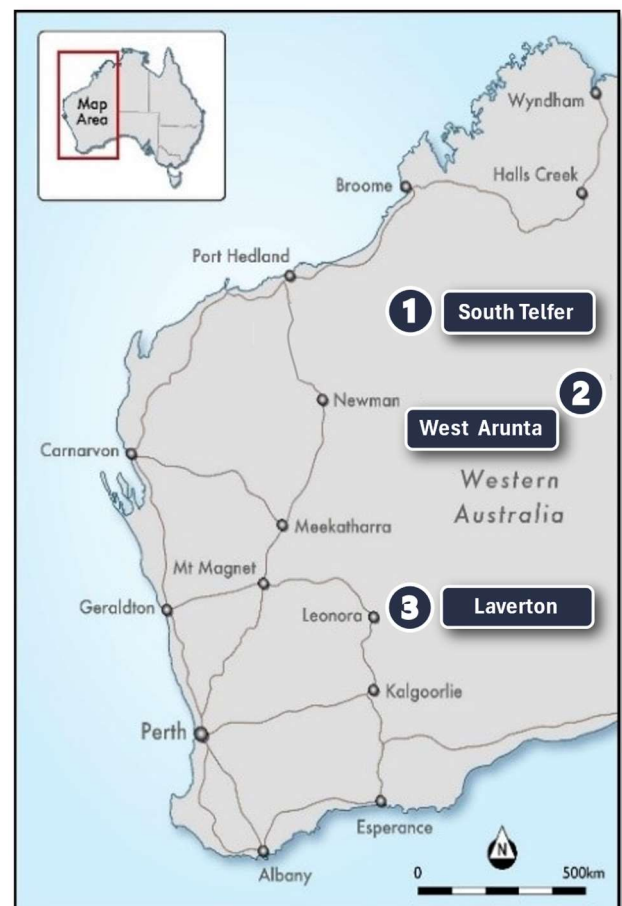 Map
Area
Wyndham
Halls Creek
Broome
Port Hedland
1 South Telfer
2
Newman
West Arunta
Carnarvon
Western
Australia
Meekatharra
Mt Magnet
Geraldton
Leonora
3 Laverton
Kalgoorlie
Perth
Esperance
N
Albany
0 500km